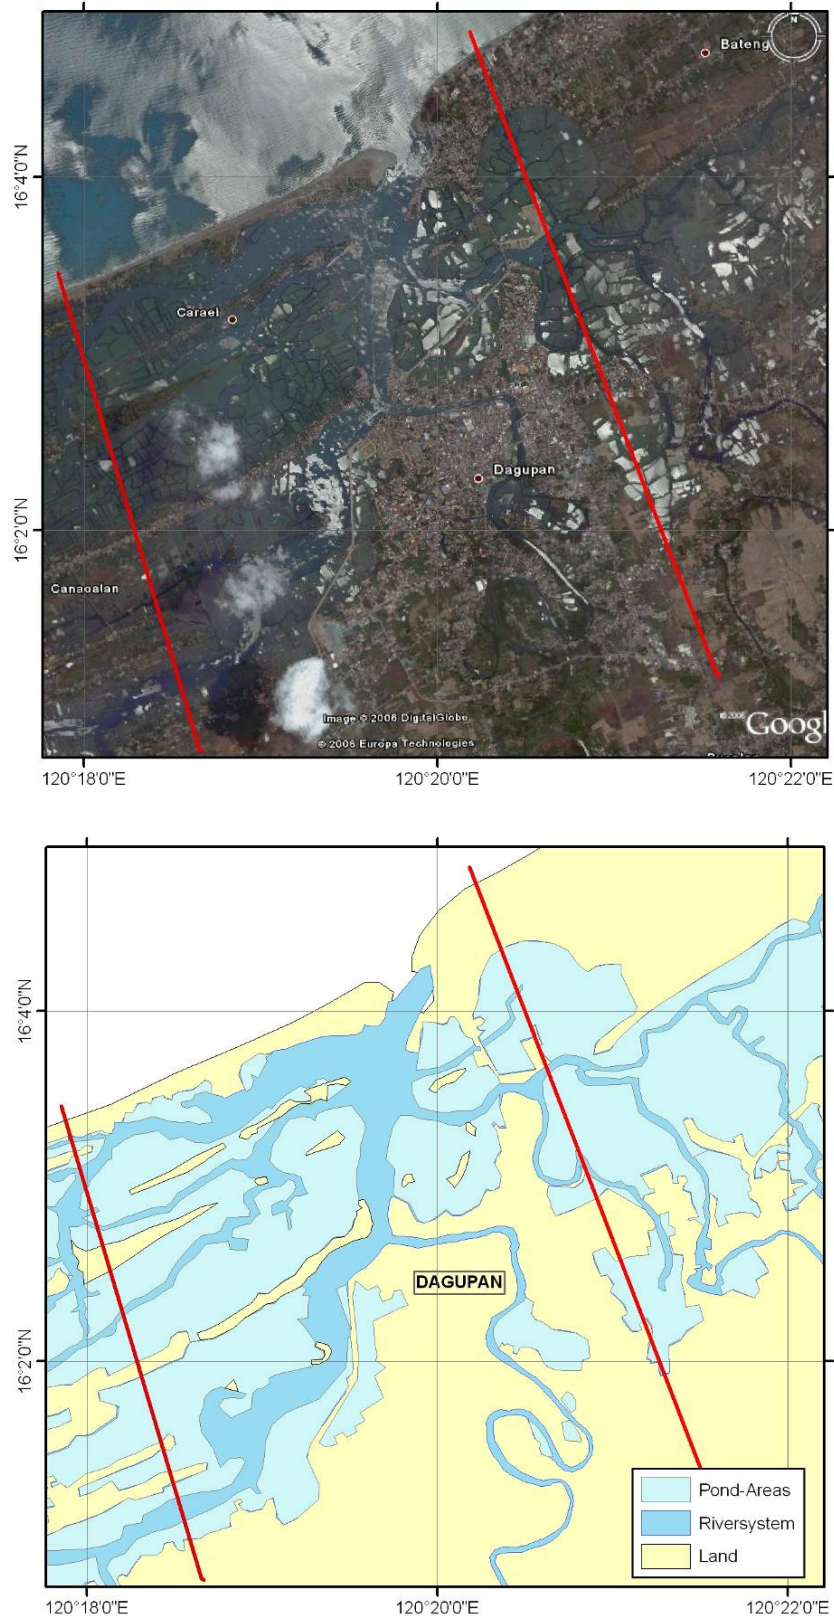 N
Bateng
16°4'0"N
Carael
Dagupan
16°2'0"N
Canaoalan
Image © 2006 DigitalGlobe
© 2006 Europa Technologies
© 2006 Googl
120°18'0"E 120°20'0"E 120°22'0"E
16°4'0"N
DAGUPAN
16°2'0"N
Pond-Areas
Riversystem
Land
120°18'0"E 120°20'0"E 120°22'0"E